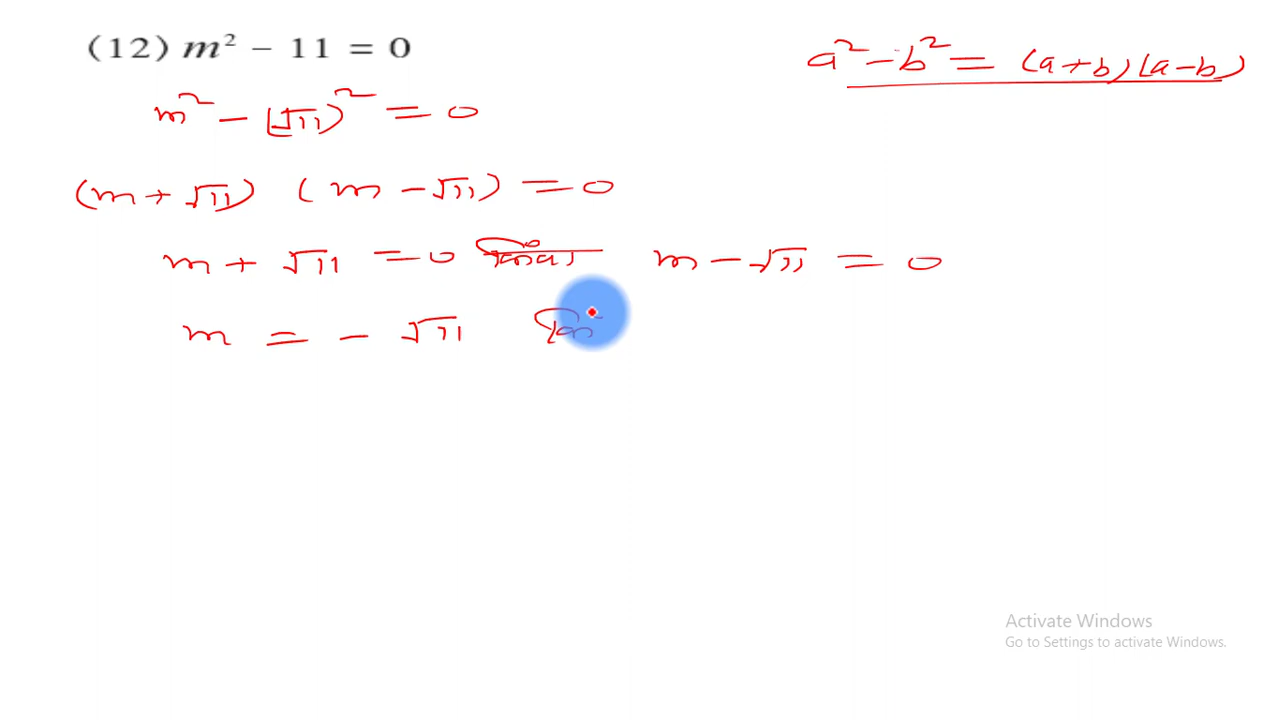 (12) m² − 11 = 0
a² − b² = (a + b) (a − b)
m² − (√11)² = 0
(m + √11) (m − √11) = 0
m + √11 = 0 किंवा m − √11 = 0
m = − √11 कि
Activate Windows
Go to Settings to activate Windows.